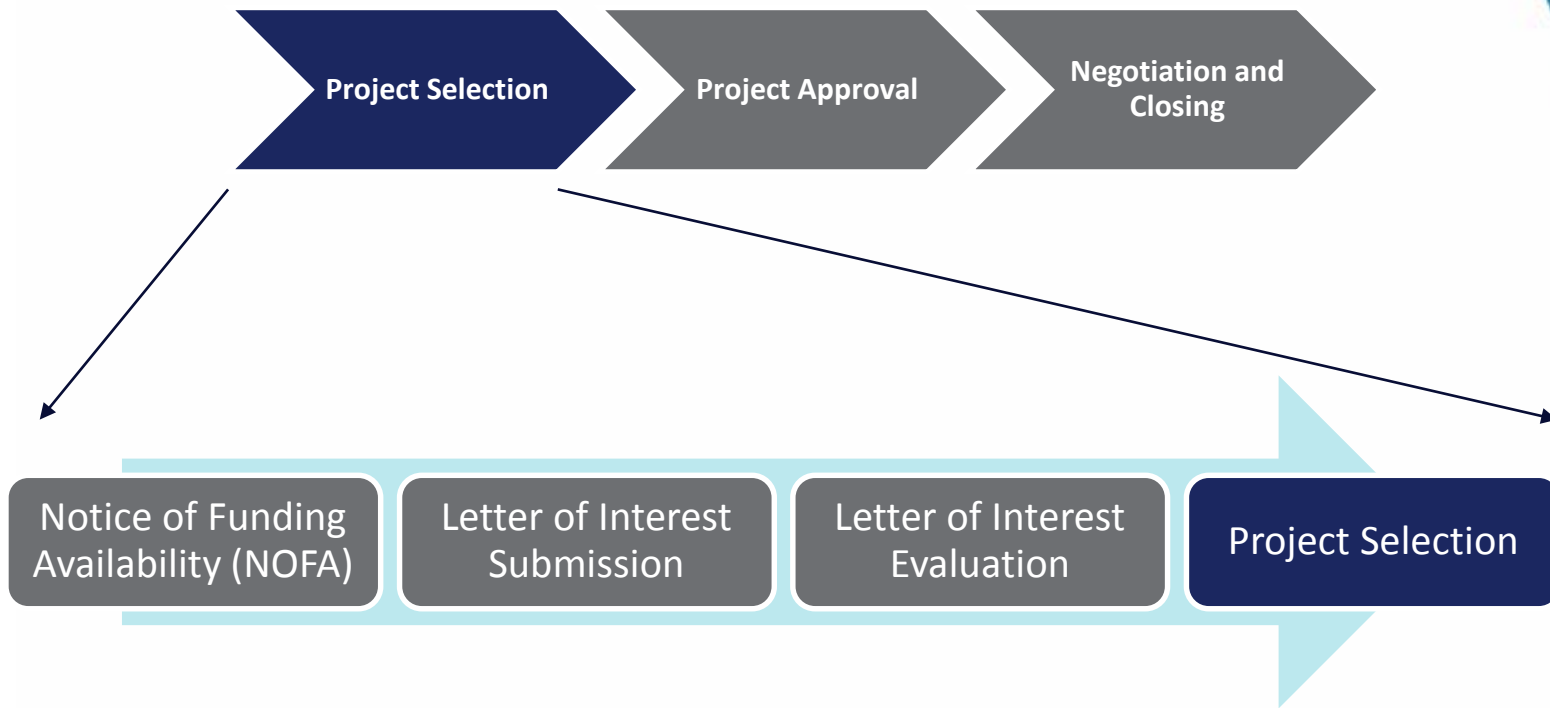 Project Selection
Project Approval
Negotiation and
Closing
Notice of Funding
Availability (NOFA)
Letter of Interest
Submission
Letter of Interest
Evaluation
Project Selection